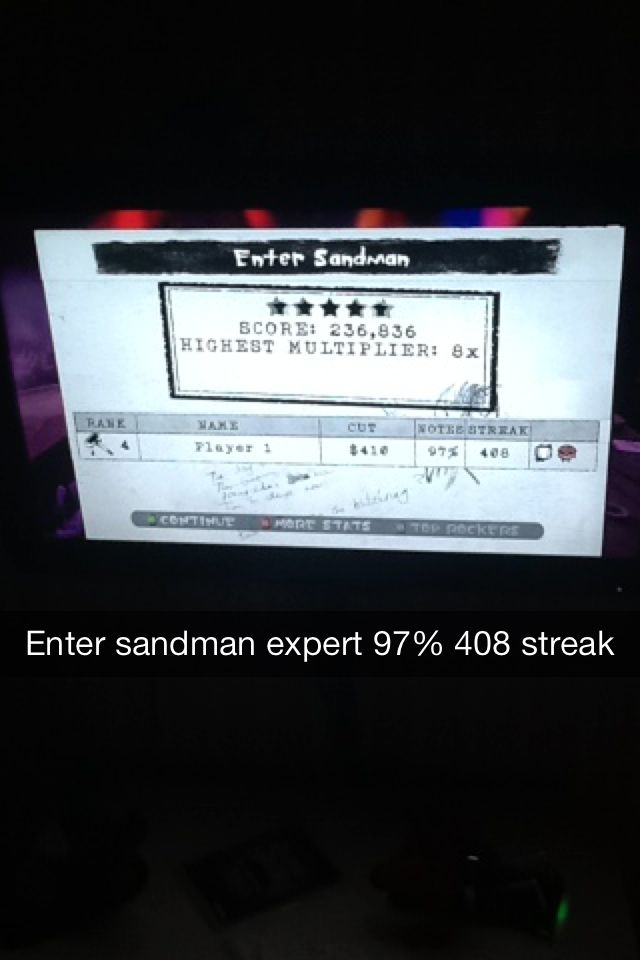 Enter Sandman
SCORE: 236,836
HIGHEST MULTIPLIER: 8x
RANK NAME CUT NOTES STREAK
4 Player 1 $410 97% 408
CONTINUE MORE STATS TOP ROCKERS
Enter sandman expert 97% 408 streak